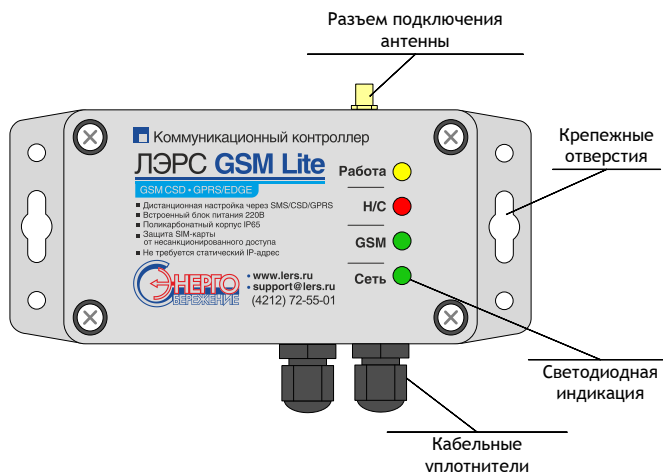 Разъем подключения
антенны
Коммуникационный контроллер
ЛЭРС GSM Lite
GSM CSD • GPRS/EDGE
Дистанционная настройка через SMS/CSD/GPRS
Встроенный блок питания 220В
Поликарбонатный корпус IP65
Защита SIM-карты
от несанкционированного доступа
Не требуется статический IP-адрес
Работа
Н/С
GSM
Сеть
ЭНЕРГО
СБЕРЕЖЕНИЕ
• www.lers.ru
• support@lers.ru
(4212) 72-55-01
Крепежные
отверстия
Светодиодная
индикация
Кабельные
уплотнители